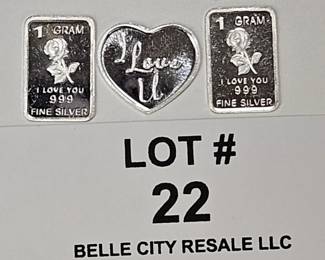 1 GRAM
I LOVE YOU
999
FINE SILVER
I
Love
U
1 GRAM
I LOVE YOU
999
FINE SILVER
LOT #
22
BELLE CITY RESALE LLC